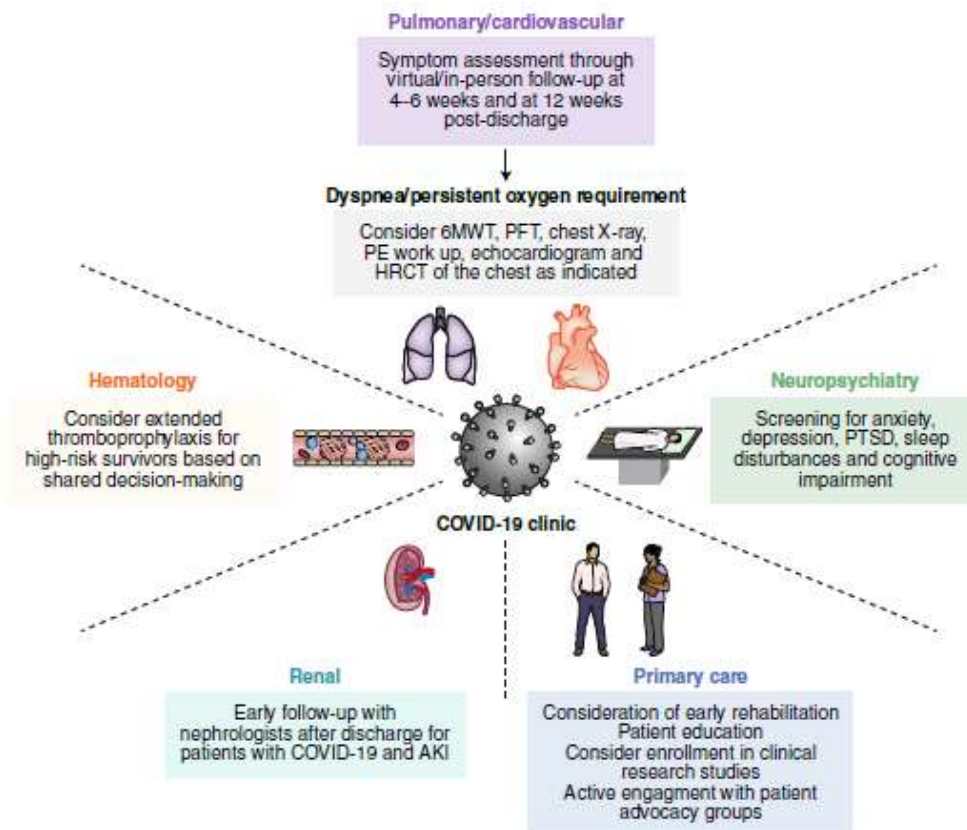 Pulmonary/cardiovascular
Symptom assessment through
virtual/in-person follow-up at
4–6 weeks and at 12 weeks
post-discharge
Dyspnea/persistent oxygen requirement
Consider 6MWT, PFT, chest X-ray,
PE work up, echocardiogram and
HRCT of the chest as indicated
Hematology
Consider extended
thromboprophylaxis for
high-risk survivors based on
shared decision-making
Neuropsychiatry
Screening for anxiety,
depression, PTSD, sleep
disturbances and cognitive
impairment
COVID-19 clinic
Renal
Early follow-up with
nephrologists after discharge for
patients with COVID-19 and AKI
Primary care
Consideration of early rehabilitation
Patient education
Consider enrollment in clinical
research studies
Active engagment with patient
advocacy groups